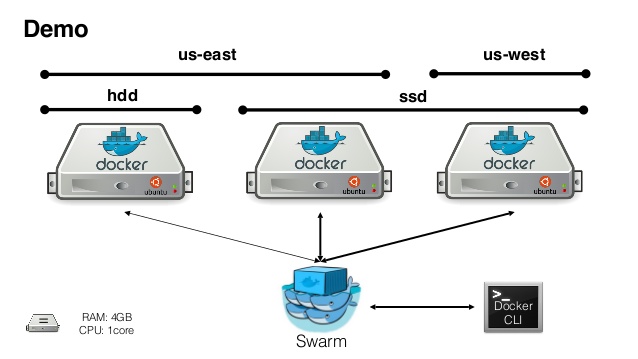 Demo
us-east
us-west
hdd
ssd
docker
docker
docker
ubuntu
ubuntu
ubuntu
RAM: 4GB
CPU: 1core
Swarm
>_
Docker
CLI